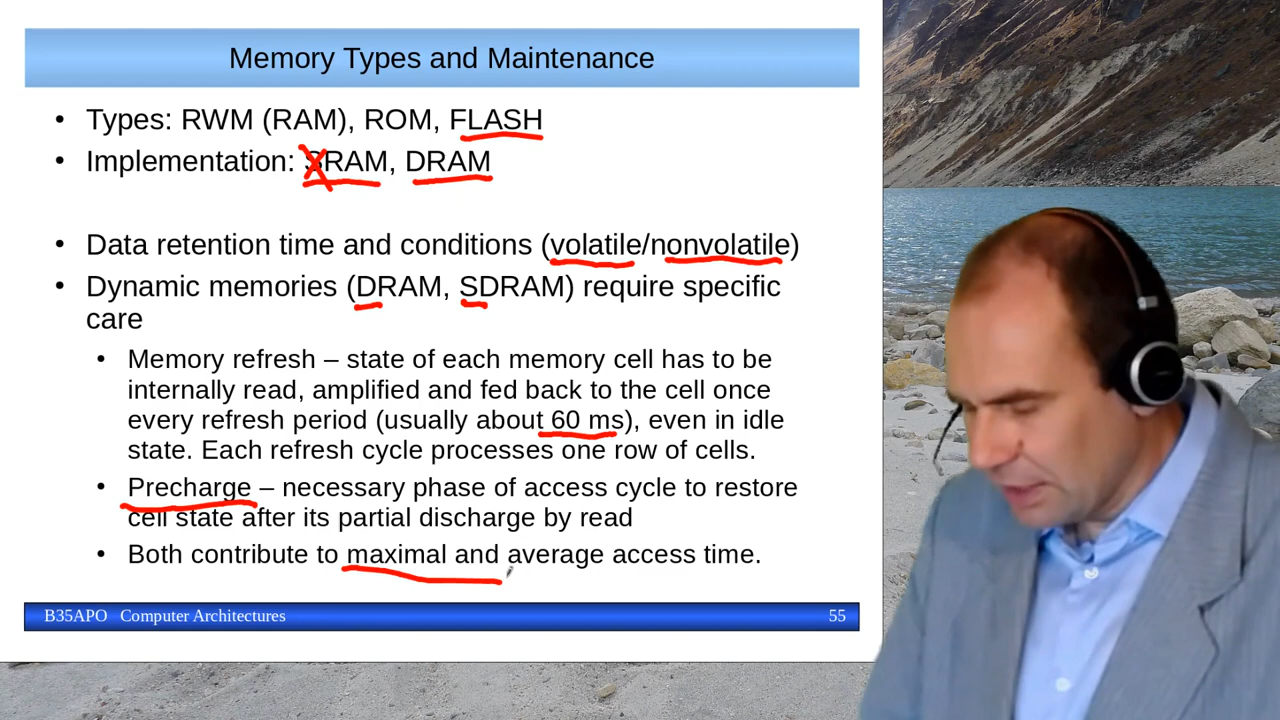 Memory Types and Maintenance
• Types: RWM (RAM), ROM, FLASH
• Implementation: SRAM, DRAM
• Data retention time and conditions (volatile/nonvolatile)
• Dynamic memories (DRAM, SDRAM) require specific
care
• Memory refresh – state of each memory cell has to be
internally read, amplified and fed back to the cell once
every refresh period (usually about 60 ms), even in idle
state. Each refresh cycle processes one row of cells.
• Precharge – necessary phase of access cycle to restore
cell state after its partial discharge by read
• Both contribute to maximal and average access time.
B35APO Computer Architectures 55